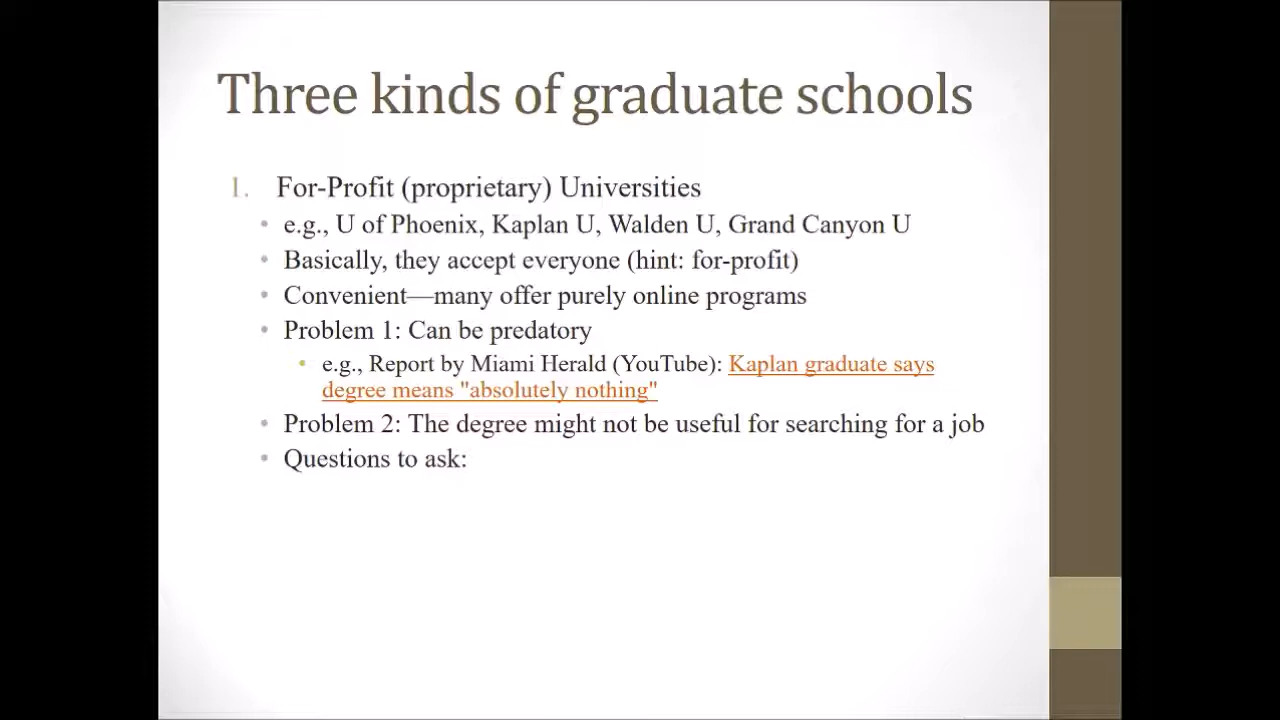 Three kinds of graduate schools
1. For-Profit (proprietary) Universities
• e.g., U of Phoenix, Kaplan U, Walden U, Grand Canyon U
• Basically, they accept everyone (hint: for-profit)
• Convenient—many offer purely online programs
• Problem 1: Can be predatory
• e.g., Report by Miami Herald (YouTube): Kaplan graduate says
degree means "absolutely nothing"
• Problem 2: The degree might not be useful for searching for a job
• Questions to ask: